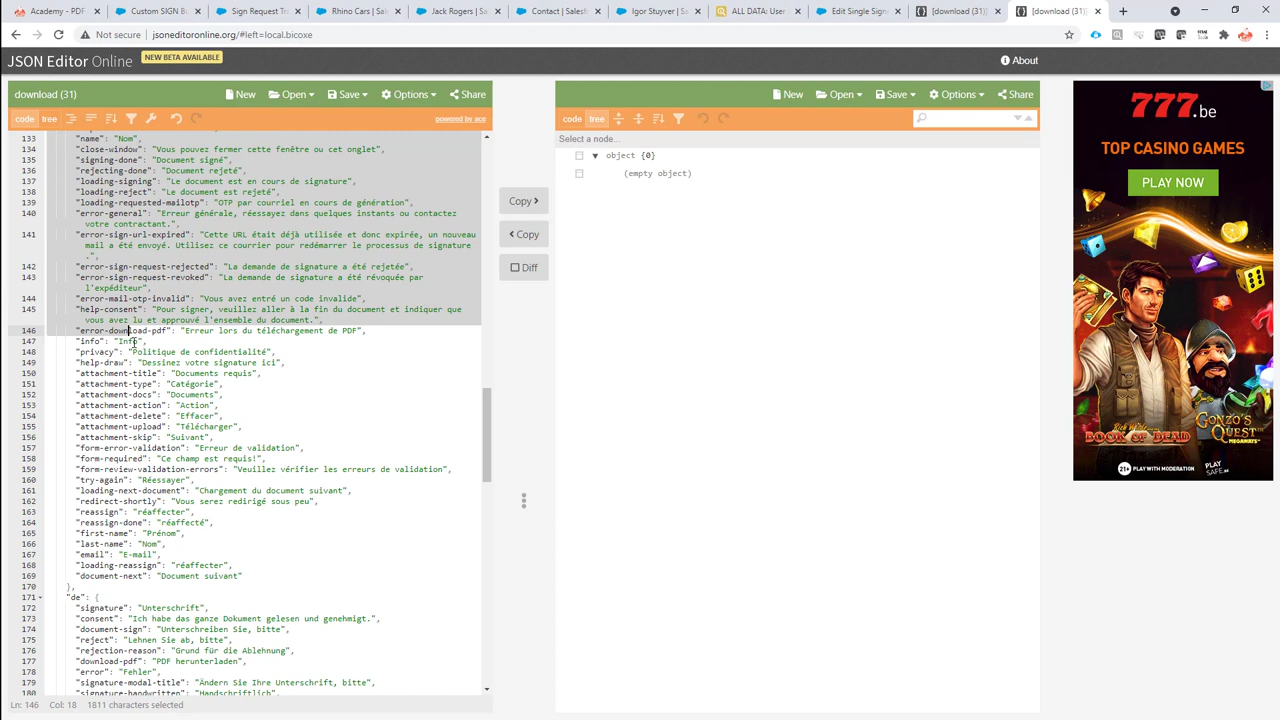 Academy - PDF
Custom SIGN B
Sign Request Tr
Rhino Cars | Sa
Jack Rogers | S
Contact | Salesf
Igor Stuyver | S
ALL DATA: User
Edit Single Sign
[download (31)]
[download (31)]
Not secure | jsoneditoronline.org/#left=local.bicoxe
JSON Editor Online NEW BETA AVAILABLE About
download (31) New Open Save Options Share
New Open Save Options Share
code tree powered by ace
code tree
133 "name": "Nom",
134 "close-window": "Vous pouvez fermer cette fenêtre ou cet onglet",
135 "signing-done": "Document signé",
136 "rejecting-done": "Document rejeté",
137 "loading-signing": "Le document est en cours de signature",
138 "loading-reject": "Le document est rejeté",
139 "loading-requested-mailotp": "OTP par courriel en cours de génération",
140 "error-general": "Erreur générale, réessayez dans quelques instants ou contactez
votre contractant.",
141 "error-sign-url-expired": "Cette URL était déjà utilisée et donc expirée, un nouveau
mail a été envoyé. Utilisez ce courrier pour redémarrer le processus de signature
.",
142 "error-sign-request-rejected": "La demande de signature a été rejetée",
143 "error-sign-request-revoked": "La demande de signature a été révoquée par
l'expéditeur",
144 "error-mail-otp-invalid": "Vous avez entré un code invalide",
145 "help-consent": "Pour signer, veuillez aller à la fin du document et indiquer que
vous avez lu et approuvé l'ensemble du document.",
146 "error-download-pdf": "Erreur lors du téléchargement de PDF",
147 "info": "Info",
148 "privacy": "Politique de confidentialité",
149 "help-draw": "Dessinez votre signature ici",
150 "attachment-title": "Documents requis",
151 "attachment-type": "Catégorie",
152 "attachment-docs": "Documents",
153 "attachment-action": "Action",
154 "attachment-delete": "Effacer",
155 "attachment-upload": "Télécharger",
156 "attachment-skip": "Suivant",
157 "form-error-validation": "Erreur de validation",
158 "form-required": "Ce champ est requis!",
159 "form-review-validation-errors": "Veuillez vérifier les erreurs de validation",
160 "try-again": "Réessayer",
161 "loading-next-document": "Chargement du document suivant",
162 "redirect-shortly": "Vous serez redirigé sous peu",
163 "reassign": "réaffecter",
164 "reassign-done": "réaffecté",
165 "first-name": "Prénom",
166 "last-name": "Nom",
167 "email": "E-mail",
168 "loading-reassign": "réaffecter",
169 "document-next": "Document suivant"
170 },
171 "de": {
172 "signature": "Unterschrift",
173 "consent": "Ich habe das ganze Dokument gelesen und genehmigt.",
174 "document-sign": "Unterschreiben Sie, bitte",
175 "reject": "Lehnen Sie ab, bitte",
176 "rejection-reason": "Grund für die Ablehnung",
177 "download-pdf": "PDF herunterladen",
178 "error": "Fehler",
179 "signature-modal-title": "Ändern Sie Ihre Unterschrift, bitte",
180 "signature-handwritten": "Handschriftlich",
Ln: 146 Col: 18 1811 characters selected
Copy
Copy
Diff
Select a node...
object {0}
(empty object)
777.be
TOP CASINO GAMES
PLAY NOW
RICH WILDE
BOOK OF DEAD
GONZO'S QUEST
MEGAWAYS
21+ PLAY WITH MODERATION PLAY SAFE.BE